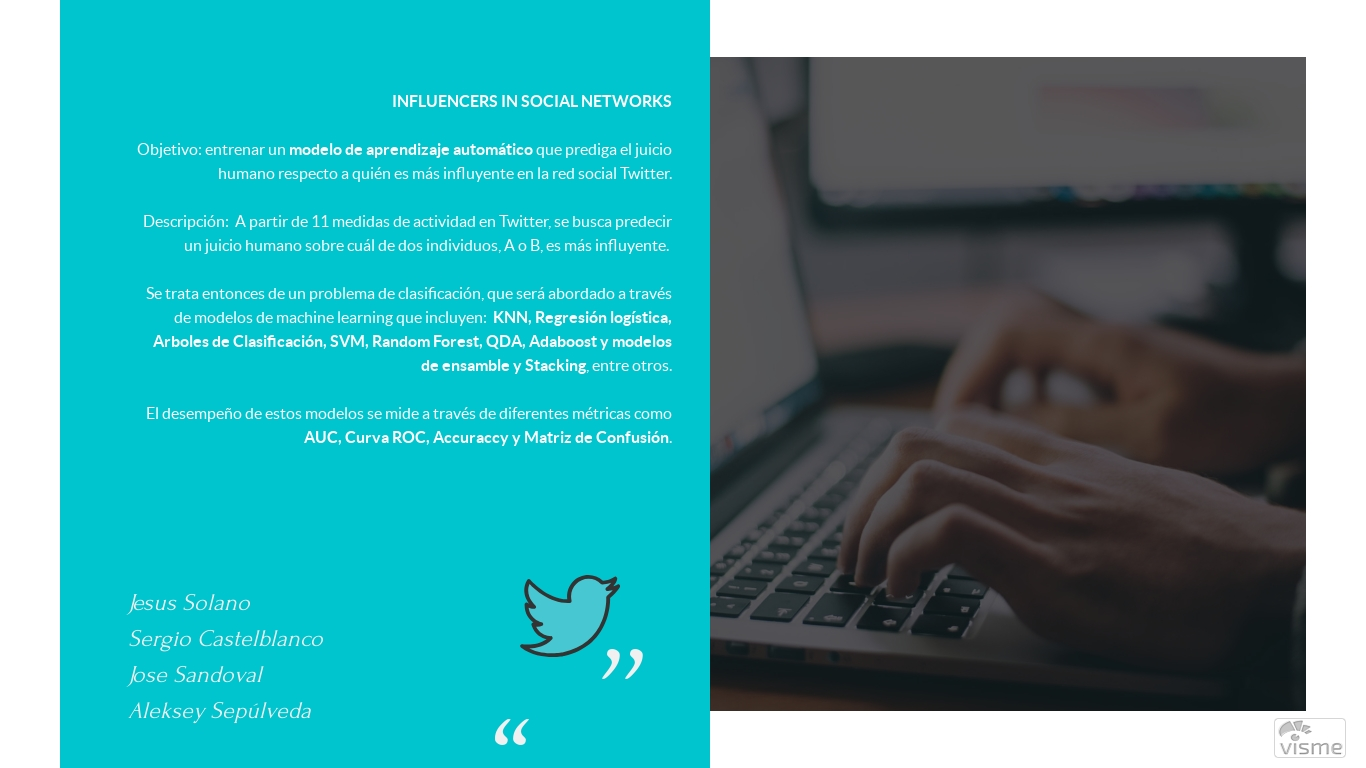 INFLUENCERS IN SOCIAL NETWORKS
Objetivo: entrenar un modelo de aprendizaje automático que prediga el juicio
humano respecto a quién es más influyente en la red social Twitter.
Descripción: A partir de 11 medidas de actividad en Twitter, se busca predecir
un juicio humano sobre cuál de dos individuos, A o B, es más influyente.
Se trata entonces de un problema de clasificación, que será abordado a través
de modelos de machine learning que incluyen: KNN, Regresión logística,
Arboles de Clasificación, SVM, Random Forest, QDA, Adaboost y modelos
de ensamble y Stacking, entre otros.
El desempeño de estos modelos se mide a través de diferentes métricas como
AUC, Curva ROC, Accuraccy y Matriz de Confusión.
Jesus Solano
Sergio Castelblanco
Jose Sandoval
Aleksey Sepúlveda
”
“
visme